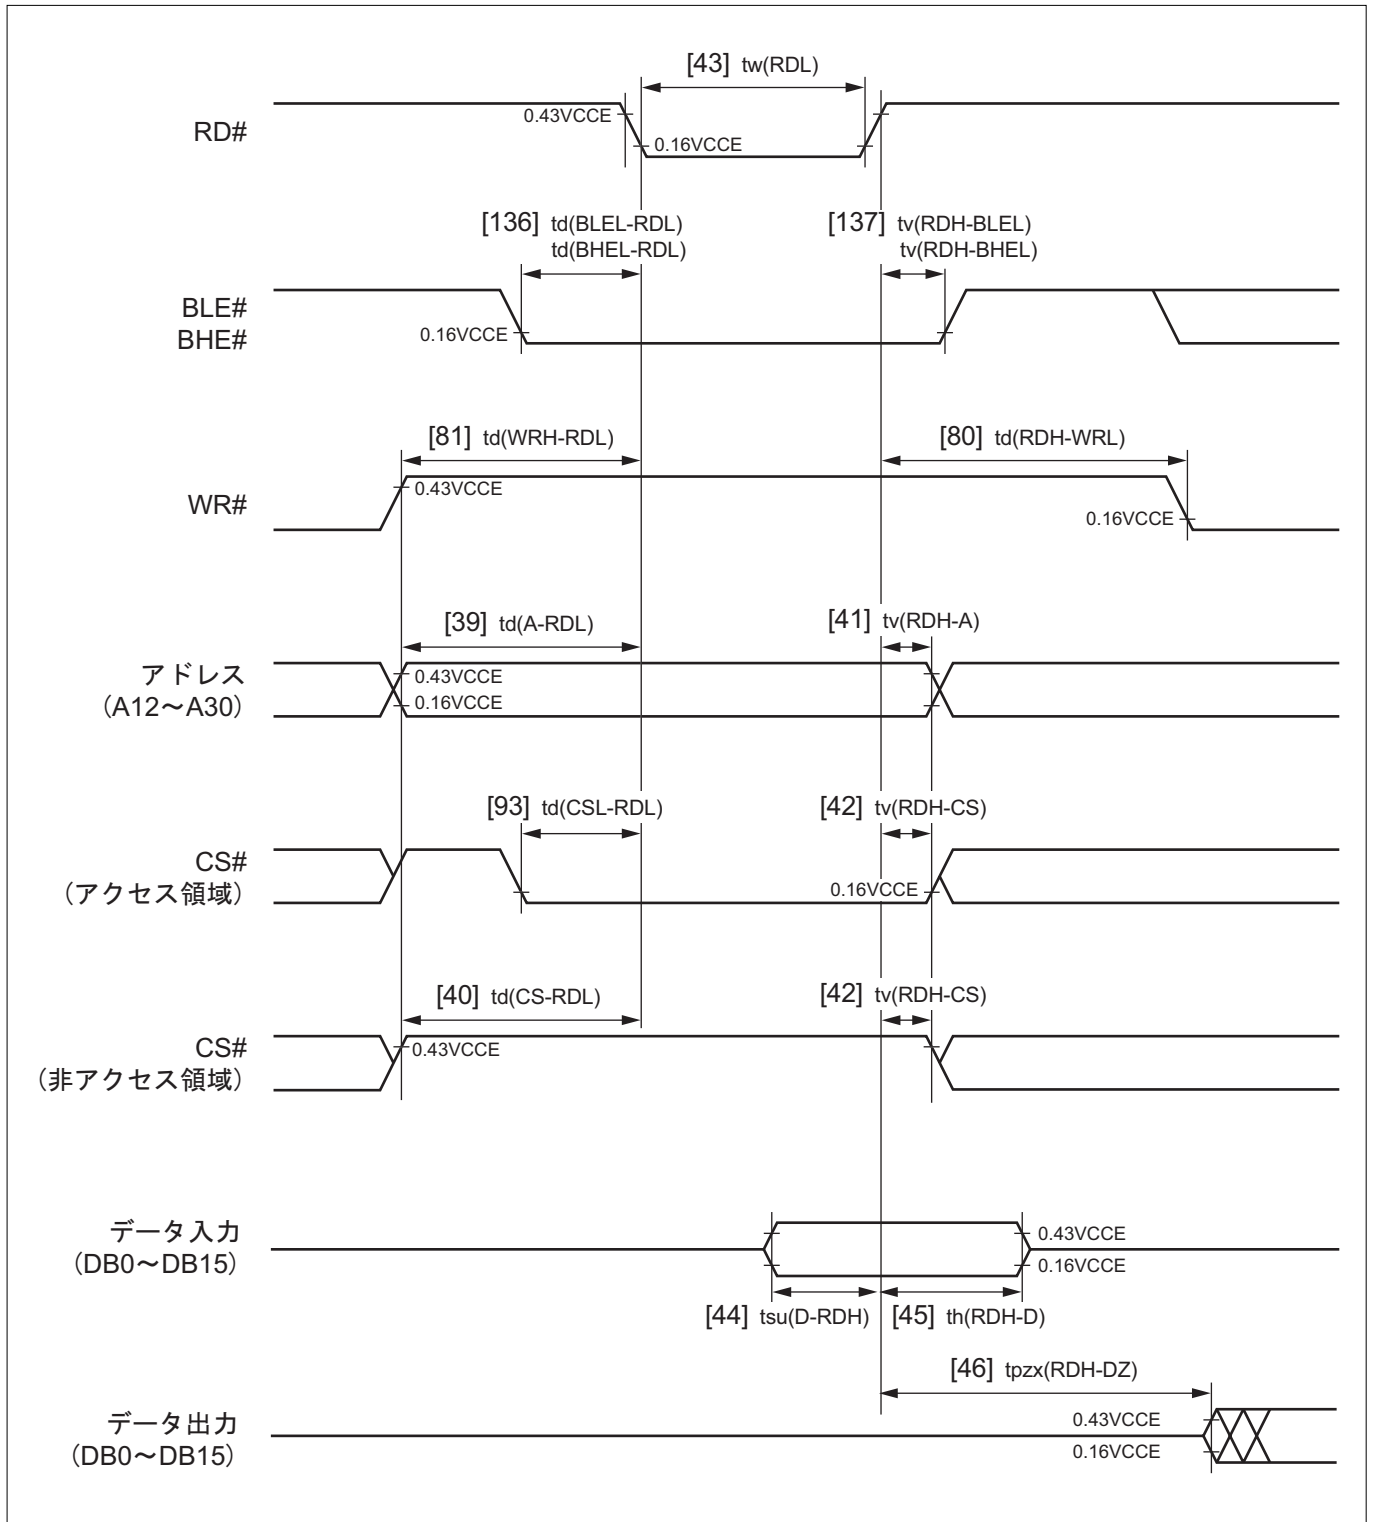 [43] tw(RDL)
0.43VCCE
RD#
0.16VCCE
[136] td(BLEL-RDL)
td(BHEL-RDL)
[137] tv(RDH-BLEL)
tv(RDH-BHEL)
BLE#
BHE#
0.16VCCE
[81] td(WRH-RDL)
[80] td(RDH-WRL)
WR#
0.43VCCE
0.16VCCE
[39] td(A-RDL)
[41] tv(RDH-A)
アドレス
（A12～A30）
0.43VCCE
0.16VCCE
[93] td(CSL-RDL)
[42] tv(RDH-CS)
CS#
（アクセス領域）
0.16VCCE
[40] td(CS-RDL)
[42] tv(RDH-CS)
CS#
（非アクセス領域）
0.43VCCE
データ入力
（DB0～DB15）
0.43VCCE
0.16VCCE
[44] tsu(D-RDH)
[45] th(RDH-D)
[46] tpzx(RDH-DZ)
データ出力
（DB0～DB15）
0.43VCCE
0.16VCCE